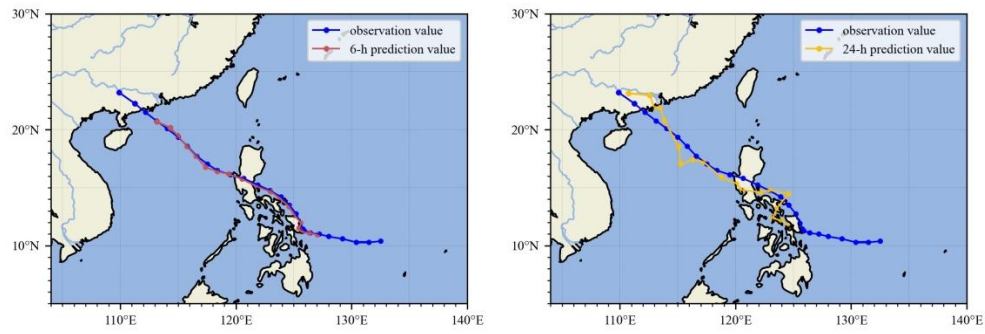 30°N
20°N
10°N
110°E 120°E 130°E 140°E
observation value
6-h prediction value
30°N
20°N
10°N
110°E 120°E 130°E 140°E
observation value
24-h prediction value